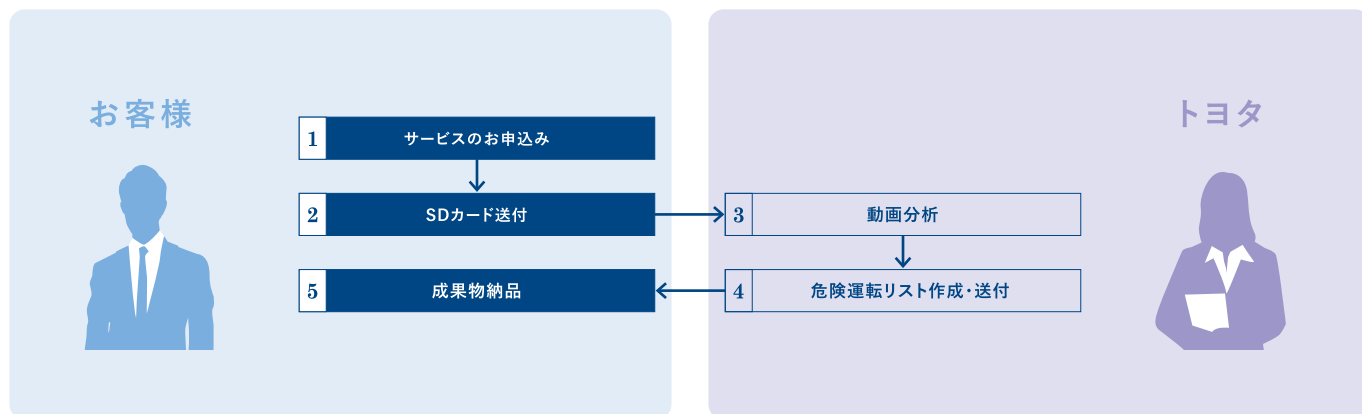 お客様
1 サービスのお申込み
2 SDカード送付
5 成果物納品
トヨタ
3 動画分析
4 危険運転リスト作成・送付